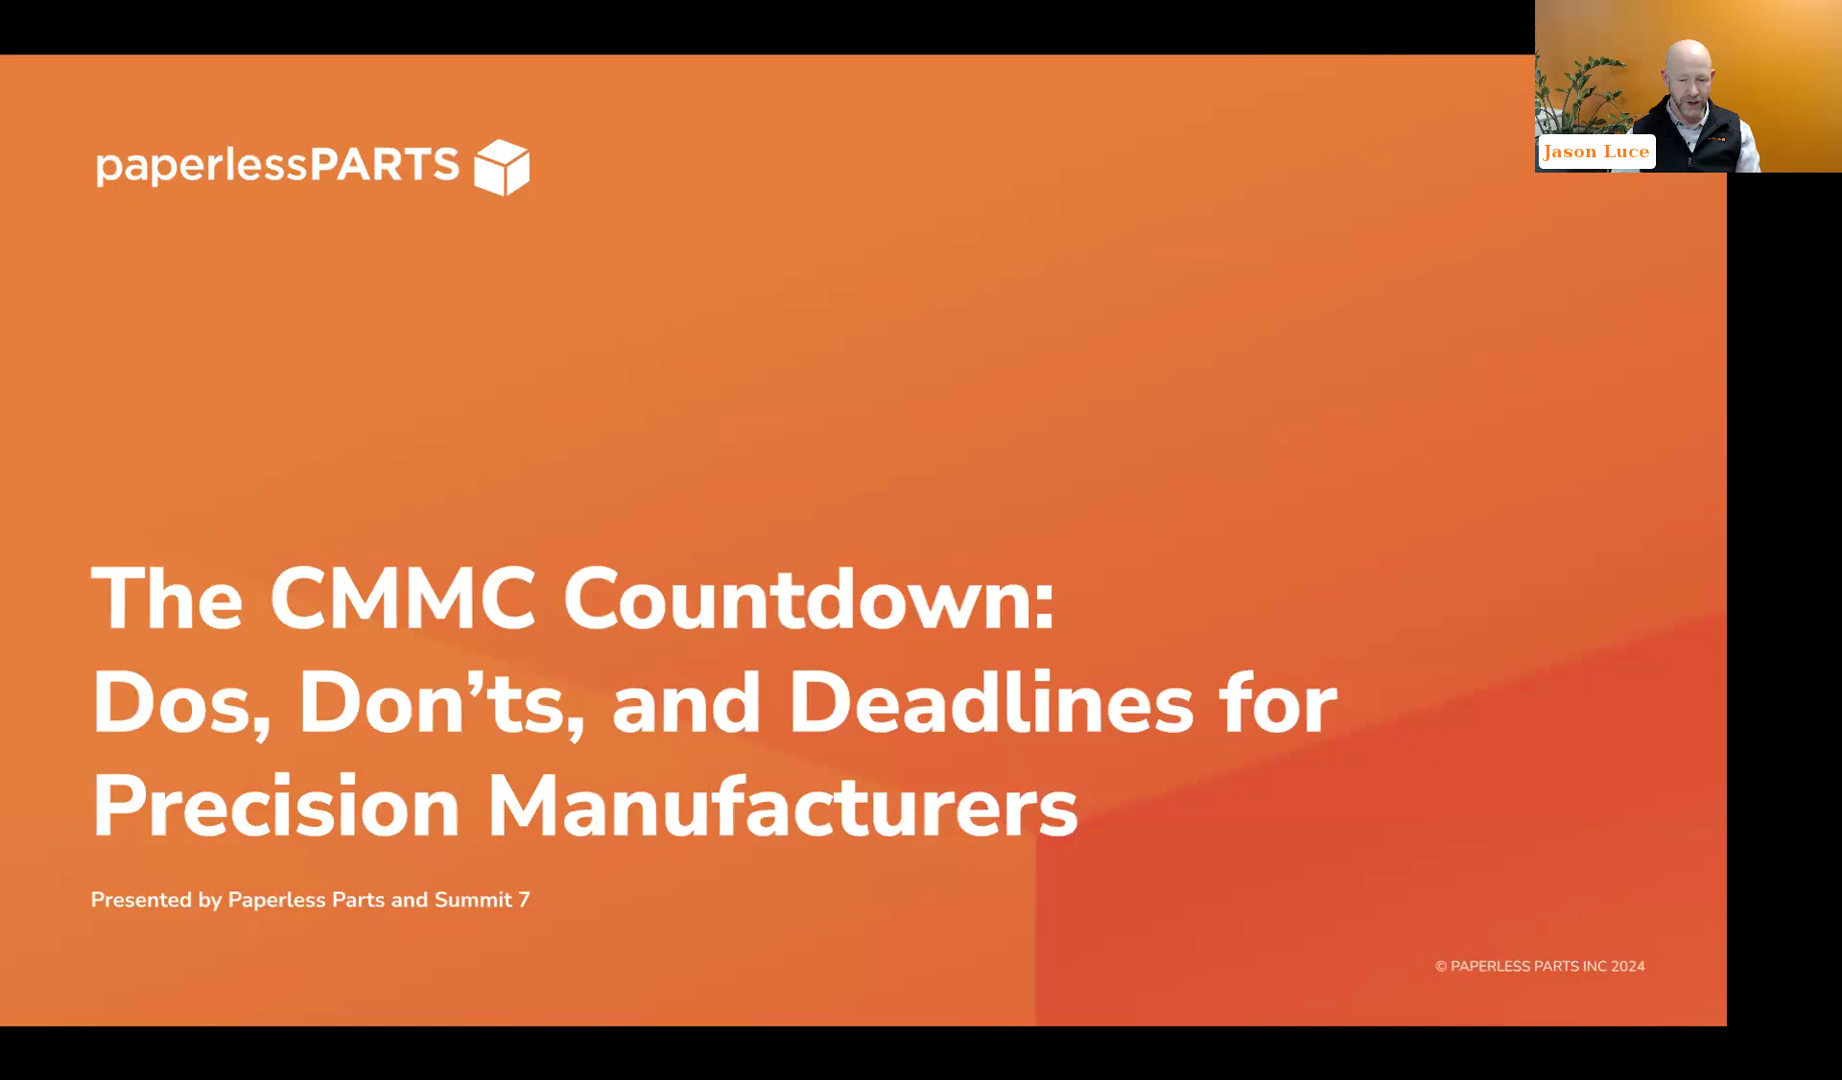 paperlessPARTS
Jason Luce
The CMMC Countdown:
Dos, Don’ts, and Deadlines for
Precision Manufacturers
Presented by Paperless Parts and Summit 7
© PAPERLESS PARTS INC 2024